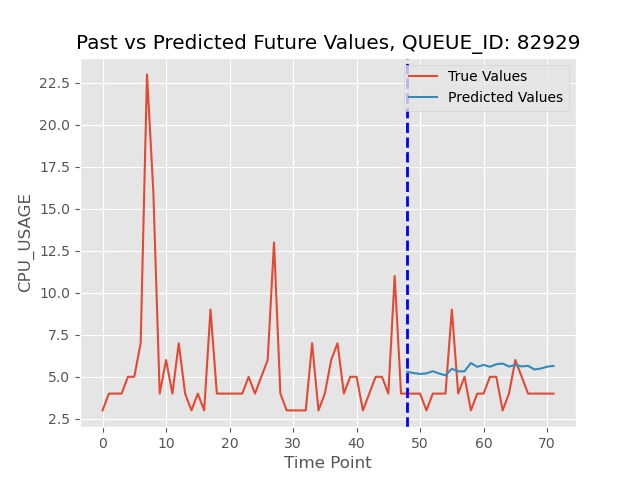 Past vs Predicted Future Values, QUEUE_ID: 82929
True Values
Predicted Values
CPU_USAGE
22.5
20.0
17.5
15.0
12.5
10.0
7.5
5.0
2.5
0 10 20 30 40 50 60 70
Time Point